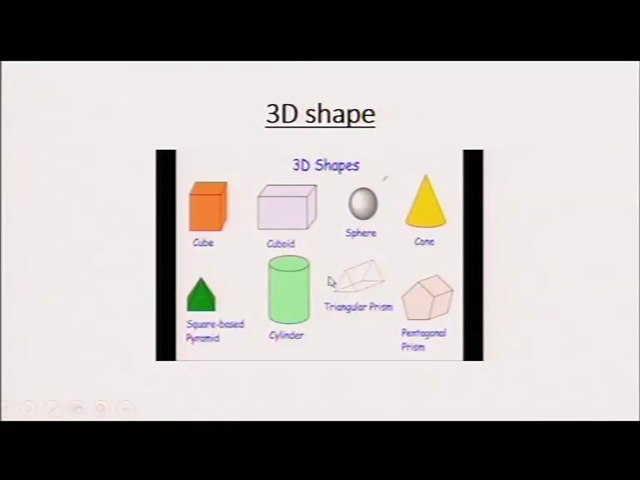 3D shape
3D Shapes
Cube
Cuboid
Sphere
Cone
Square-based
Pyramid
Cylinder
Triangular Prism
Pentagonal
Prism